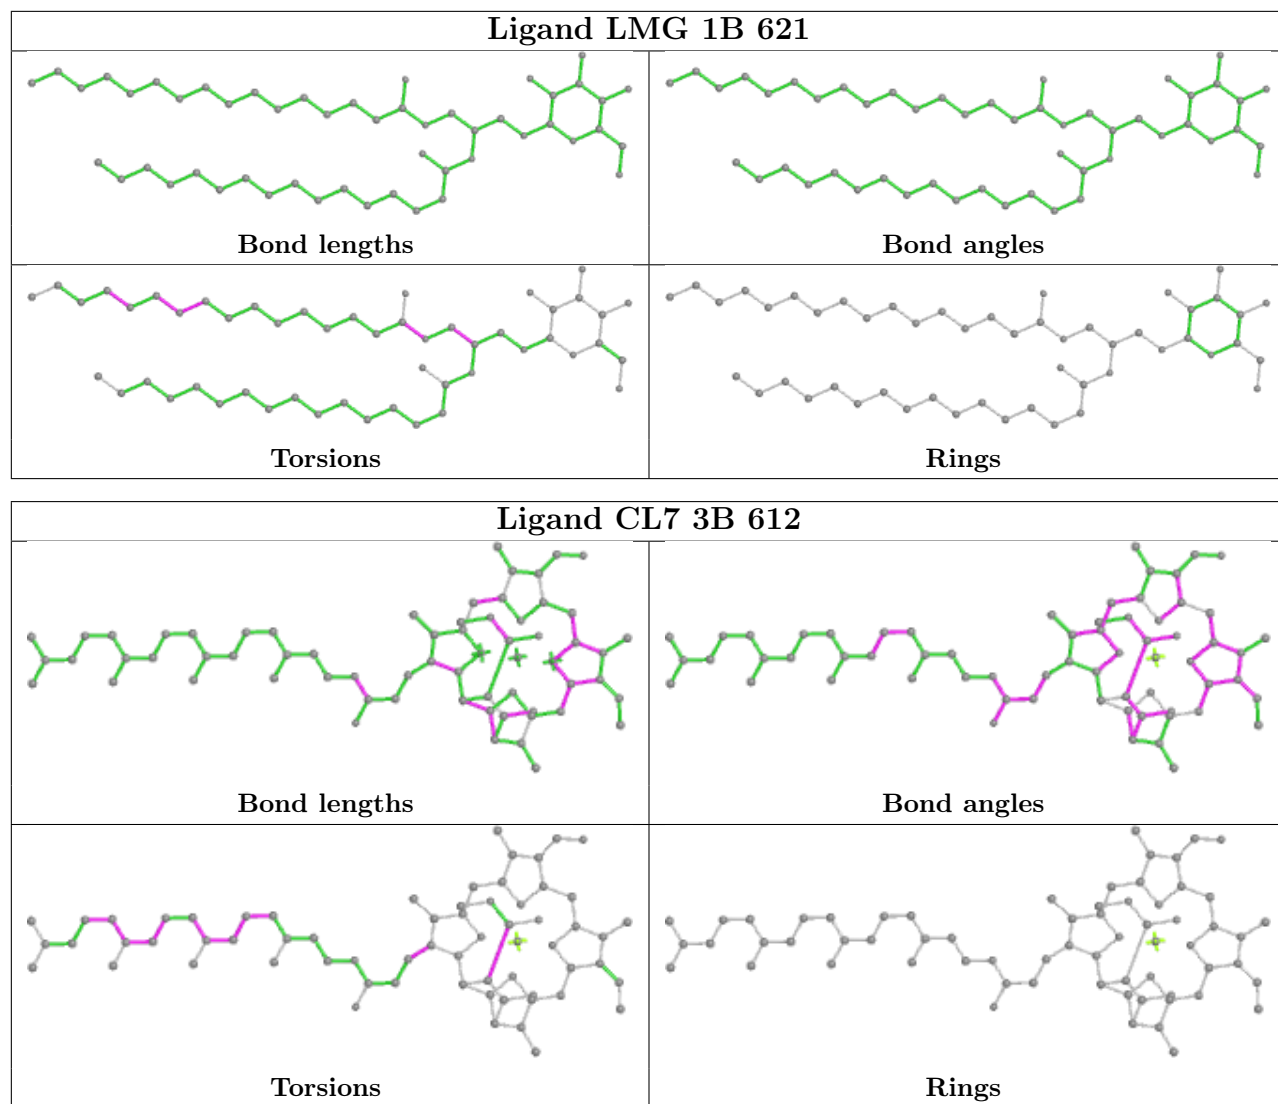 Ligand LMG 1B 621
Bond lengths
Bond angles
Torsions
Rings
Ligand CL7 3B 612
Bond lengths
Bond angles
Torsions
Rings